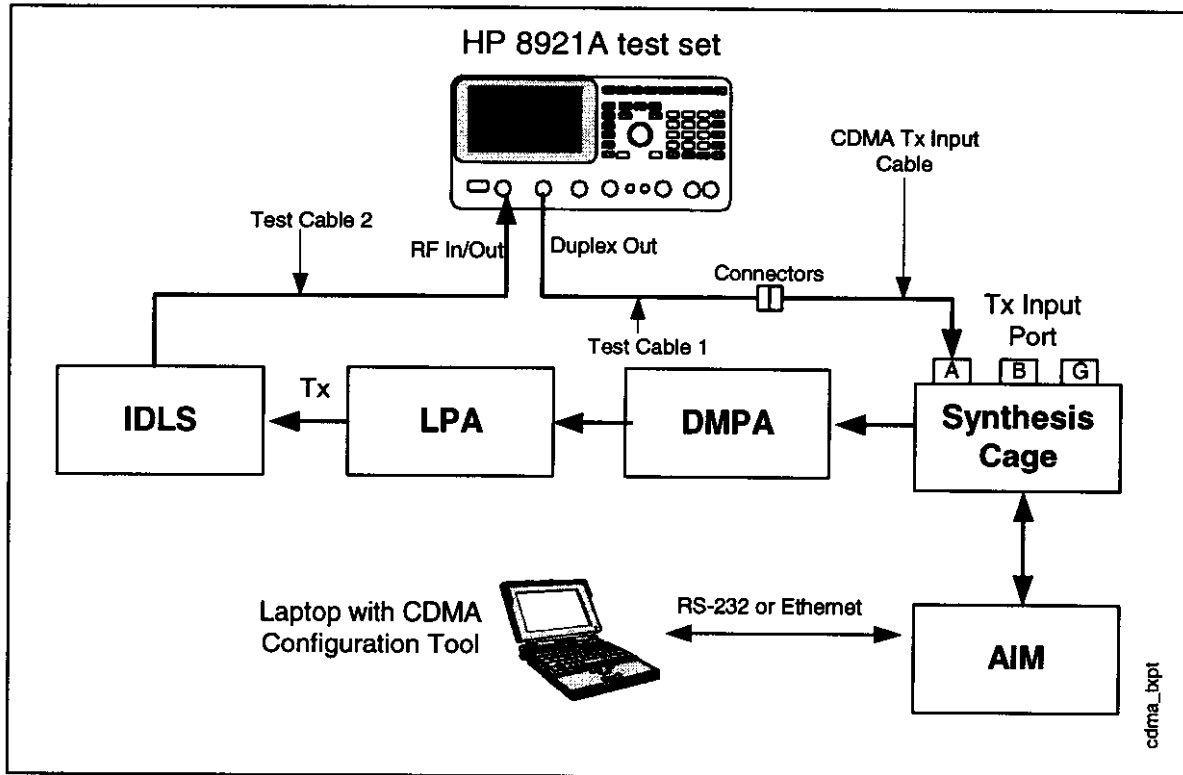 HP 8921A test set
CDMA Tx Input
Cable
Test Cable 2
RF In/Out
Duplex Out
Connectors
Tx Input
Port
Test Cable 1
A
B
G
IDLS
Tx
LPA
DMPA
Synthesis
Cage
Laptop with CDMA
Configuration Tool
RS-232 or Ethernet
AIM
cdma_txpt